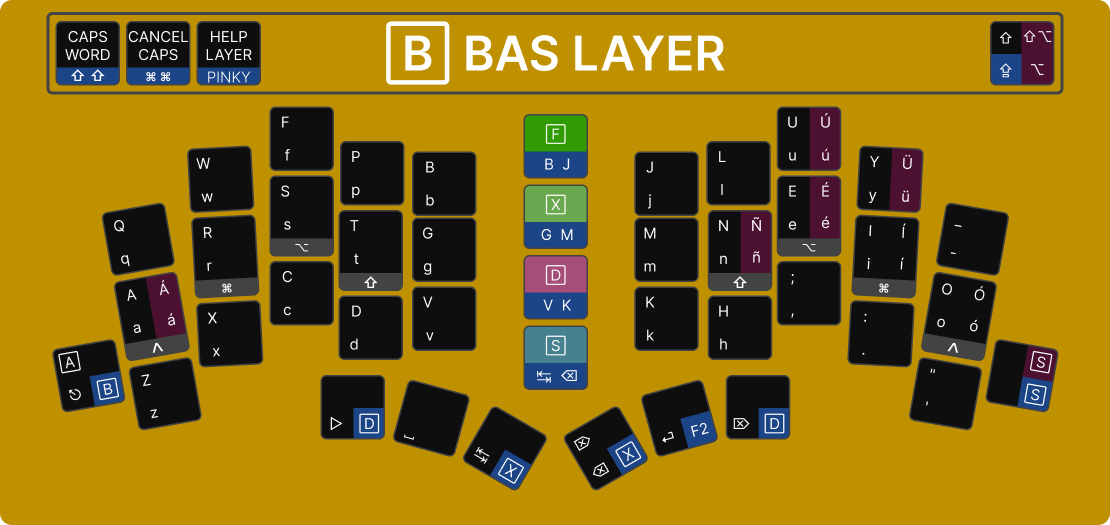 CAPS
WORD
⇧ ⇧
CANCEL
CAPS
⌘ ⌘
HELP
LAYER
PINKY
B BAS LAYER
⇧ ⇧⌥
⇪ ⌥
Q
q
W
w
F
f
P
p
B
b
A Á
a á
^
R
r
⌘
S
s
⌥
T
t
⇧
G
g
Z
z
X
x
C
c
D
d
V
v
A
B
F
B J
X
G M
D
V K
S
⇥ ⌫
J
j
L
l
U Ú
u ú
Y Ü
y ü
–
-
M
m
N Ñ
n ñ
⇧
E É
e é
⌥
I Í
i í
⌘
O Ó
o ó
^
K
k
H
h
;
,
:
.
"
'
S
S
▷ D
X
⌫
⌫ X
↵ F2
⌦ D